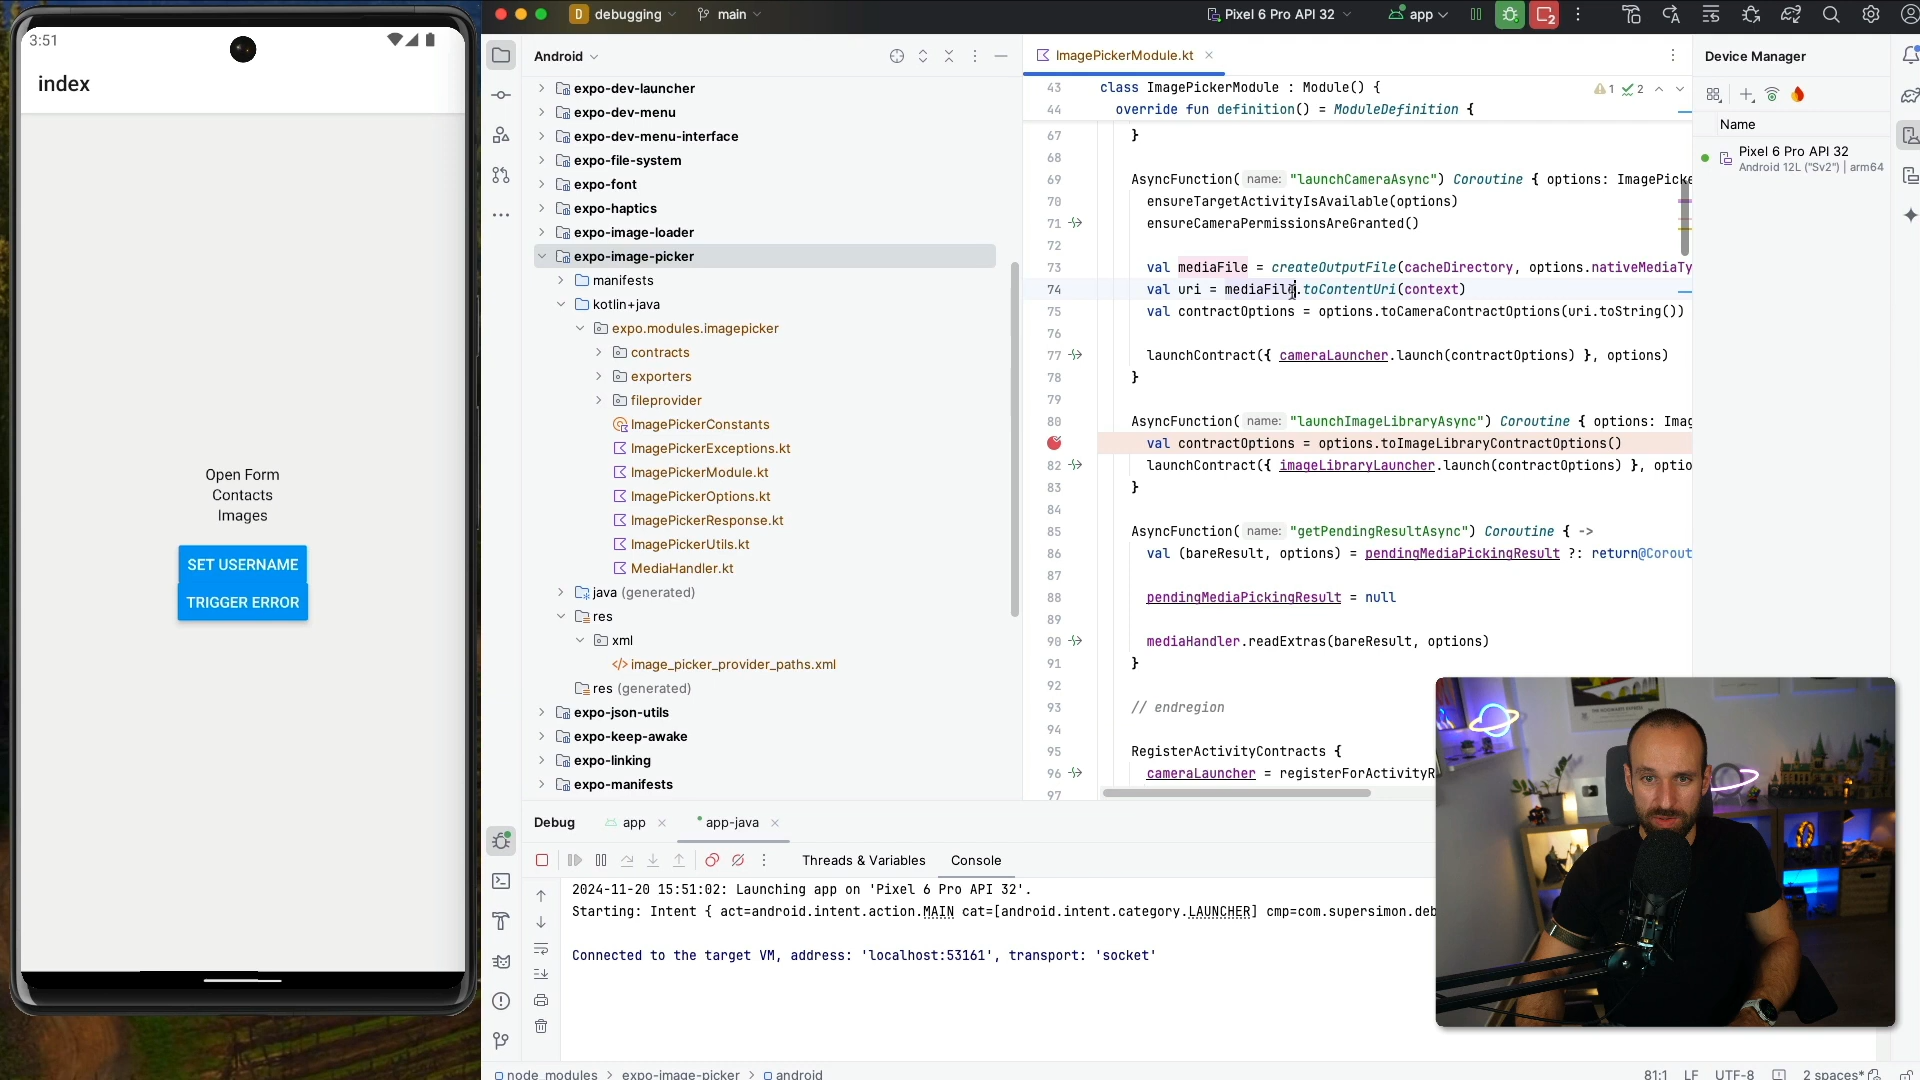 3:51
index
Open Form
Contacts
Images
SET USERNAME
TRIGGER ERROR
D debugging
main
Pixel 6 Pro API 32
app
2
Android
expo-dev-launcher
expo-dev-menu
expo-dev-menu-interface
expo-file-system
expo-font
expo-haptics
expo-image-loader
expo-image-picker
manifests
kotlin+java
expo.modules.imagepicker
contracts
exporters
fileprovider
ImagePickerConstants
ImagePickerExceptions.kt
ImagePickerModule.kt
ImagePickerOptions.kt
ImagePickerResponse.kt
ImagePickerUtils.kt
MediaHandler.kt
java (generated)
res
xml
image_picker_provider_paths.xml
res (generated)
expo-json-utils
expo-keep-awake
expo-linking
expo-manifests
ImagePickerModule.kt
1 2
43 class ImagePickerModule : Module() {
44 override fun definition() = ModuleDefinition {
67 }
68
69 AsyncFunction( name: "launchCameraAsync") Coroutine { options: ImagePicke
70 ensureTargetActivityIsAvailable(options)
71 ensureCameraPermissionsAreGranted()
72
73 val mediaFile = createOutputFile(cacheDirectory, options.nativeMediaTy
74 val uri = mediaFile.toContentUri(context)
75 val contractOptions = options.toCameraContractOptions(uri.toString())
76
77 launchContract({ cameraLauncher.launch(contractOptions) }, options)
78 }
79
80 AsyncFunction( name: "launchImageLibraryAsync") Coroutine { options: Imag
val contractOptions = options.toImageLibraryContractOptions()
82 launchContract({ imageLibraryLauncher.launch(contractOptions) }, optio
83 }
84
85 AsyncFunction( name: "getPendingResultAsync") Coroutine { ->
86 val (bareResult, options) = pendingMediaPickingResult ?: return@Corout
87
88 pendingMediaPickingResult = null
89
90 mediaHandler.readExtras(bareResult, options)
91 }
92
93 // endregion
94
95 RegisterActivityContracts {
96 cameraLauncher = registerForActivityR
97
Device Manager
Name
Pixel 6 Pro API 32
Android 12L ("Sv2") | arm64
Debug
app
app-java
Threads & Variables
Console
2024-11-20 15:51:02: Launching app on 'Pixel 6 Pro API 32'.
Starting: Intent { act=android.intent.action.MAIN cat=[android.intent.category.LAUNCHER] cmp=com.supersimon.deb
Connected to the target VM, address: 'localhost:53161', transport: 'socket'
node_modules > expo-image-picker > android
81:1 LF UTF-8 2 spaces*